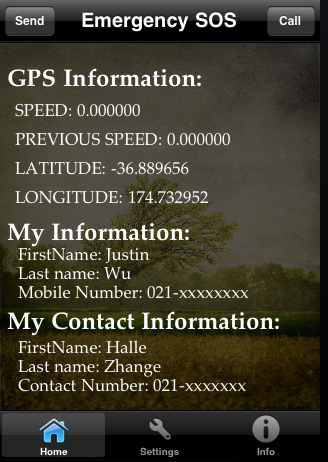 Send Emergency SOS Call
GPS Information:
SPEED: 0.000000
PREVIOUS SPEED: 0.000000
LATITUDE: -36.889656
LONGITUDE: 174.732952
My Information:
FirstName: Justin
Last name: Wu
Mobile Number: 021-xxxxxxxx
My Contact Information:
FirstName: Halle
Last name: Zhange
Contact Number: 021-xxxxxxx
Home Settings Info